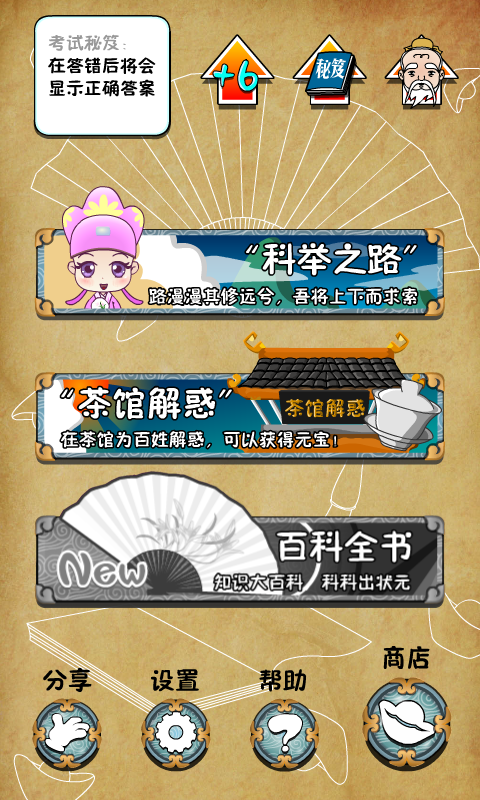 考试秘笈:
在答错后将会
显示正确答案
+6
秘笈
“科举之路”
路漫漫其修远兮，吾将上下而求索
“茶馆解惑”
茶馆解惑
在茶馆为百姓解惑，可以获得元宝！
百科全书
New
知识大百科 科科出状元
分享
设置
帮助
商店
?